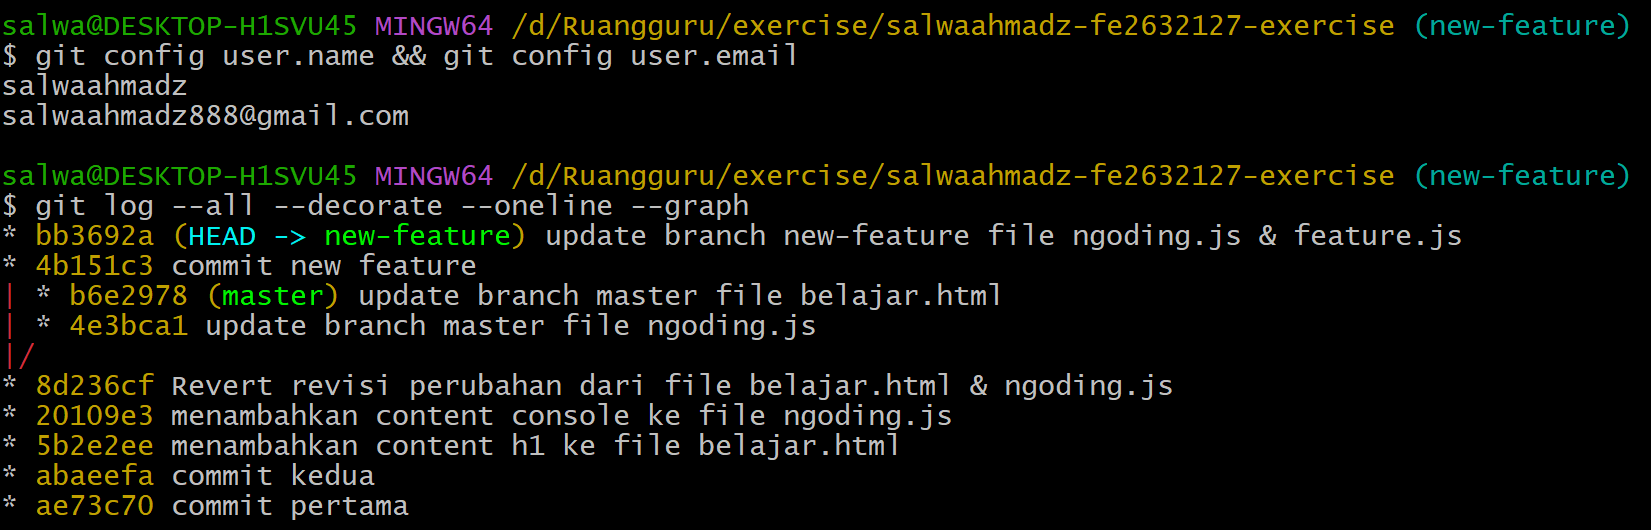 salwa@DESKTOP-H1SVU45 MINGW64 /d/Ruangguru/exercise/salwaahmadz-fe2632127-exercise (new-feature)
$ git config user.name && git config user.email
salwaahmadz
salwaahmadz888@gmail.com
salwa@DESKTOP-H1SVU45 MINGW64 /d/Ruangguru/exercise/salwaahmadz-fe2632127-exercise (new-feature)
$ git log --all --decorate --oneline --graph
* bb3692a (HEAD -> new-feature) update branch new-feature file ngoding.js & feature.js
* 4b151c3 commit new feature
| * b6e2978 (master) update branch master file belajar.html
| * 4e3bca1 update branch master file ngoding.js
|/
* 8d236cf Revert revisi perubahan dari file belajar.html & ngoding.js
* 20109e3 menambahkan content console ke file ngoding.js
* 5b2e2ee menambahkan content h1 ke file belajar.html
* abaeefa commit kedua
* ae73c70 commit pertama